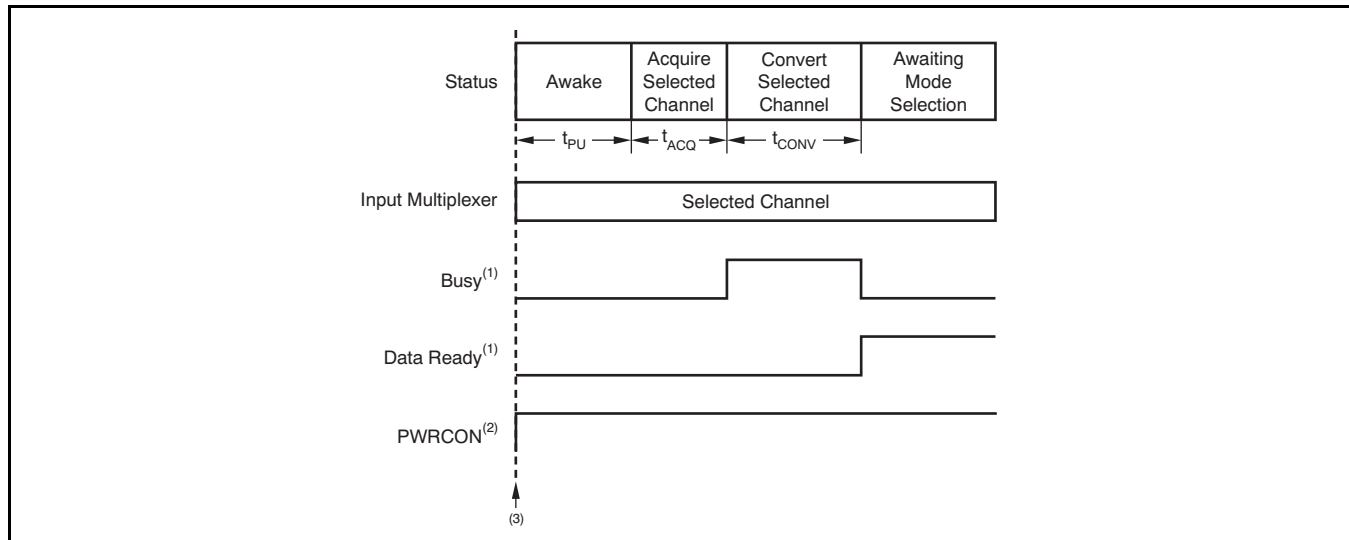 Status
Awake
Acquire
Selected
Channel
Convert
Selected
Channel
Awaiting
Mode
Selection
tPU
tACQ
tCONV
Input Multiplexer
Selected Channel
Busy(1)
Data Ready(1)
PWRCON(2)
(3)